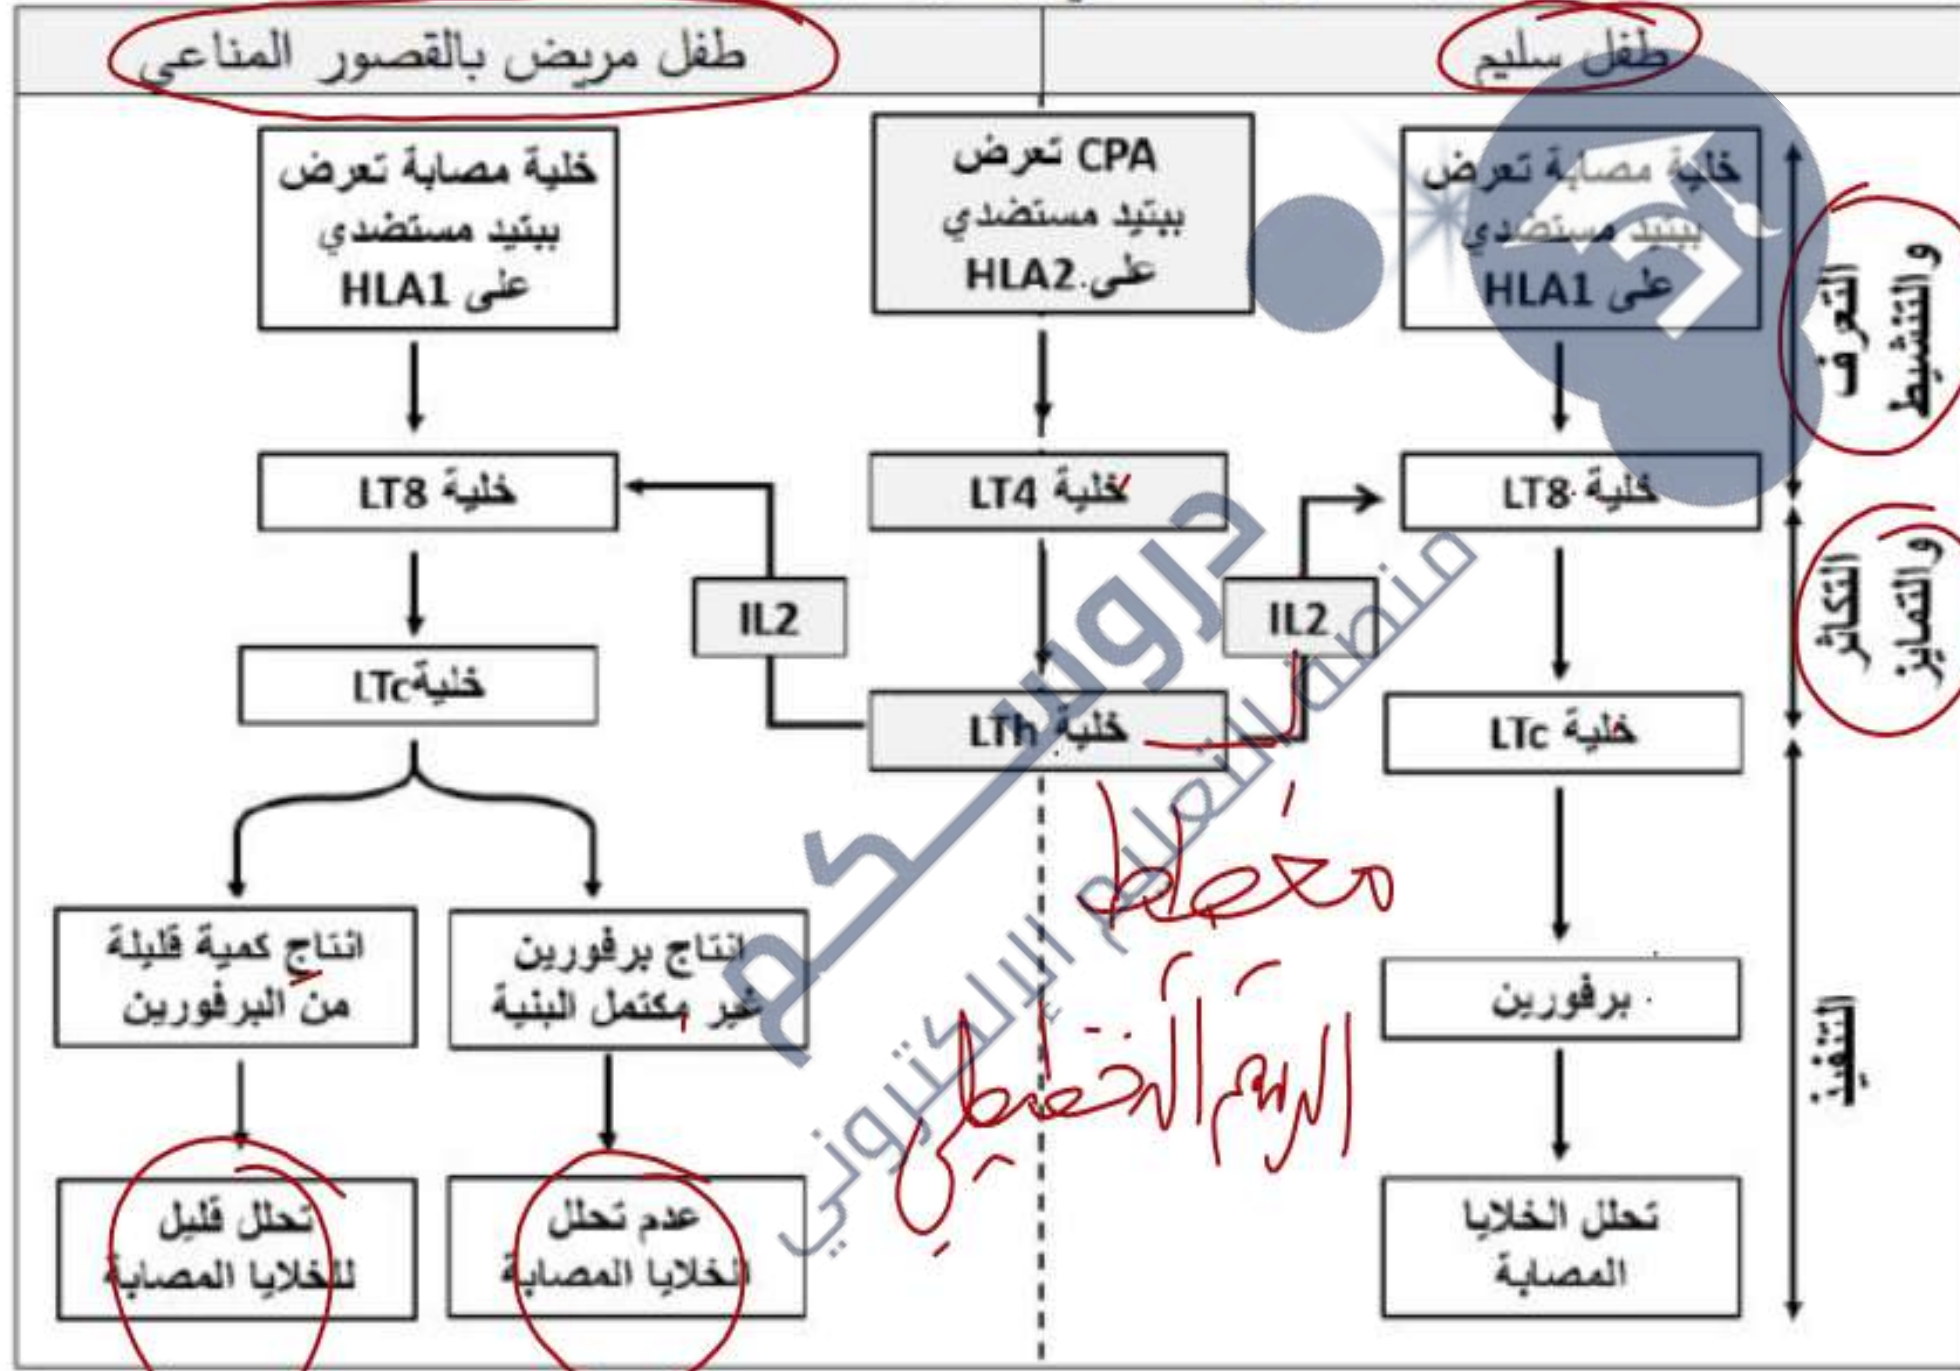 طفل سليم
طفل مريض بالقصور المناعي
خلية مصابة تعرض
ببتيد مستضدي
على HLA1
CPA تعرض
ببتيد مستضدي
على HLA2
خلية مصابة تعرض
ببتيد مستضدي
على HLA1
التعرف
والتنشيط
خلية LT8
خلية LT4
خلية LT8
IL2
IL2
التكاثر
والتمايز
خلية LTc
خلية LTh
خلية LTc
مخطط
الرسم التخطيطي
برفورين
انتاج برفورين
غير مكتمل البنية
انتاج كمية قليلة
من البرفورين
التنفيذ
تحلل الخلايا
المصابة
عدم تحلل
الخلايا المصابة
تحلل قليل
للخلايا المصابة
دروسكم
منصة التعليم الإلكتروني